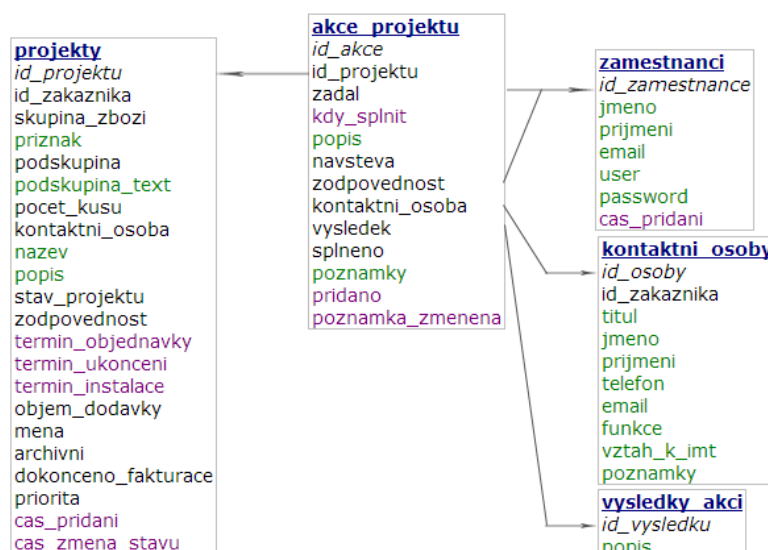 projekty
id_projektu
id_zakaznika
skupina_zbozi
priznak
podskupina
podskupina_text
pocet_kusu
kontaktni_osoba
nazev
popis
stav_projektu
zodpovednost
termin_objednavky
termin_ukonceni
termin_instalace
objem_dodavky
mena
archivni
dokonceno_fakturace
priorita
cas_pridani
cas_zmena_stavu
akce_projektu
id_akce
id_projektu
zadal
kdy_splnit
popis
navsteva
zodpovednost
kontaktni_osoba
vysledek
splneno
poznamky
pridano
poznamka_zmenena
zamestnanci
id_zamestnance
jmeno
prijmeni
email
user
password
cas_pridani
kontaktni_osoby
id_osoby
id_zakaznika
titul
jmeno
prijmeni
telefon
email
funkce
vztah_k_imt
poznamky
vysledky_akci
id_vysledku
popis